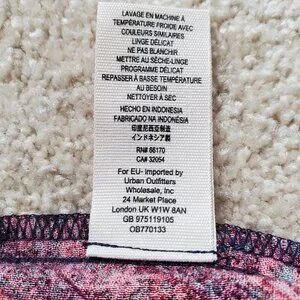 LAVAGE EN MACHINE À
TEMPÉRATURE FROIDE AVEC
COULEURS SIMILAIRES
LINGE DÉLICAT
NE PAS BLANCHIR
METTRE AU SÈCHE-LINGE
PROGRAMME DÉLICAT
REPASSER À BASSE TEMPÉRATURE
AU BESOIN
NETTOYER À SEC
HECHO EN INDONESIA
FABRICADO NA INDONÉSIA
印度尼西亚制造
インドネシア製
RN# 66170
CA# 32054
For EU- imported by
Urban Outfitters
Wholesale, Inc
24 Market Place
London UK W1W 8AN
GB 975119105
OB770133